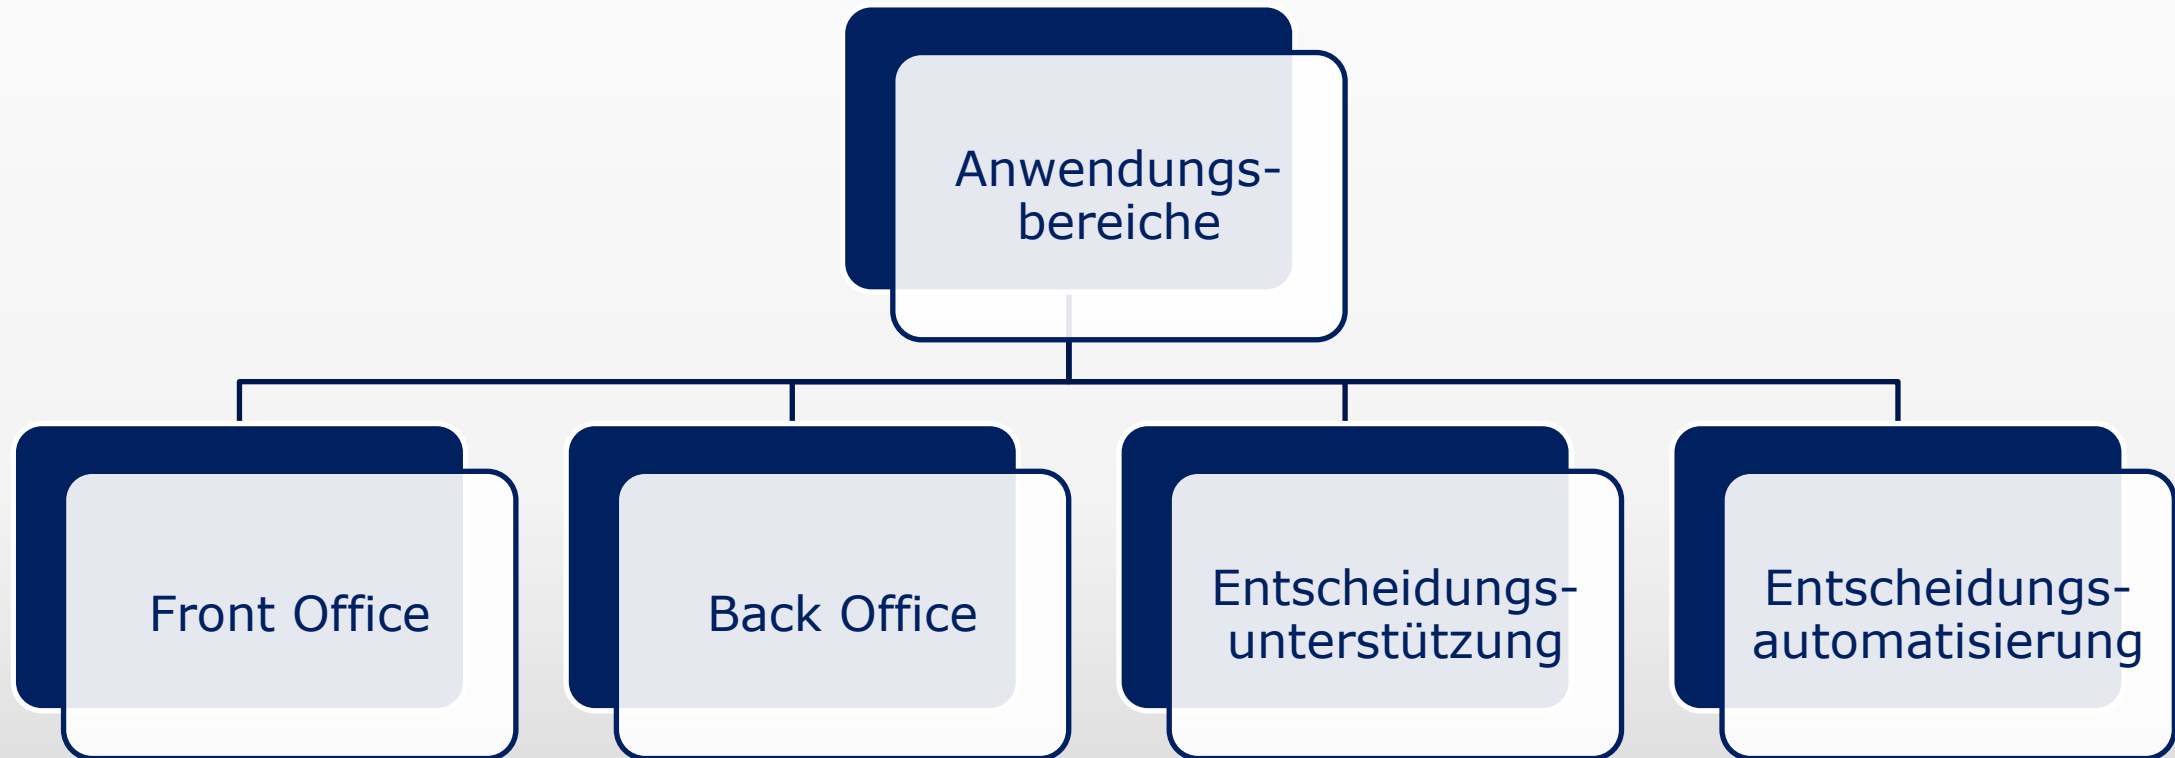 Anwendungs-
bereiche
Front Office
Back Office
Entscheidungs-
unterstützung
Entscheidungs-
automatisierung